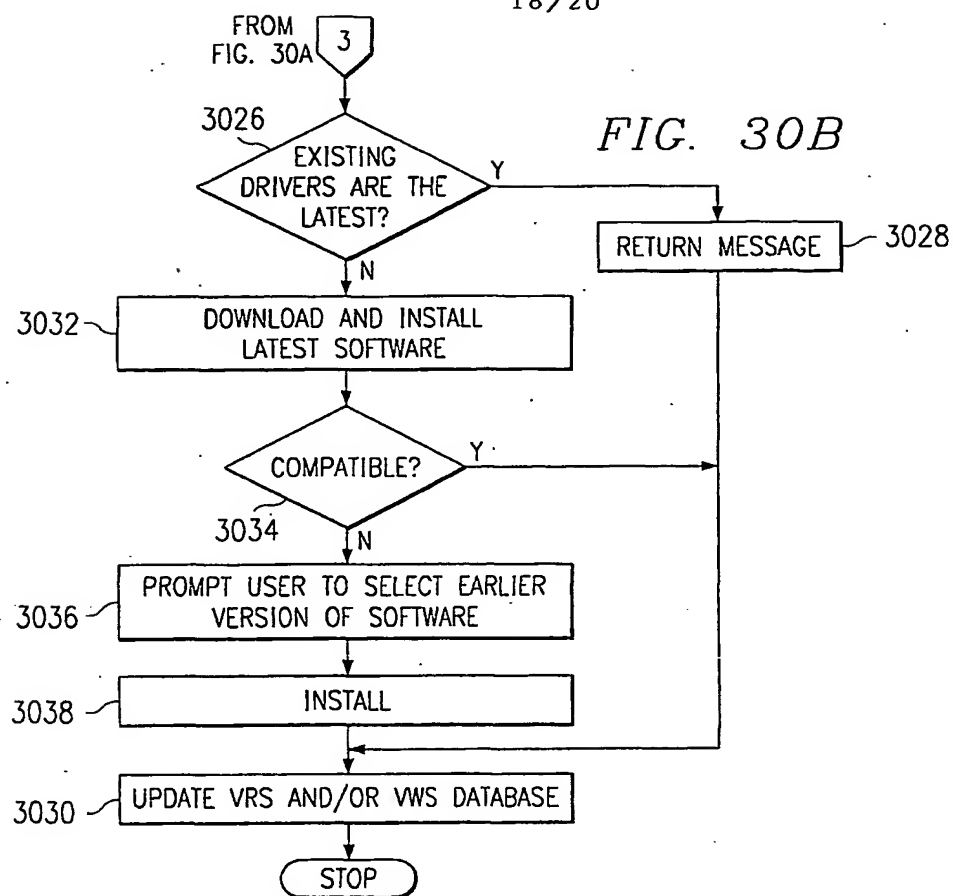 18/20
FROM
FIG. 30A
3
3026
FIG. 30B
EXISTING
DRIVERS ARE THE
LATEST?
Y
RETURN MESSAGE
3028
N
3032
DOWNLOAD AND INSTALL
LATEST SOFTWARE
COMPATIBLE?
Y
3034
N
3036
PROMPT USER TO SELECT EARLIER
VERSION OF SOFTWARE
3038
INSTALL
3030
UPDATE VRS AND/OR VWS DATABASE
STOP